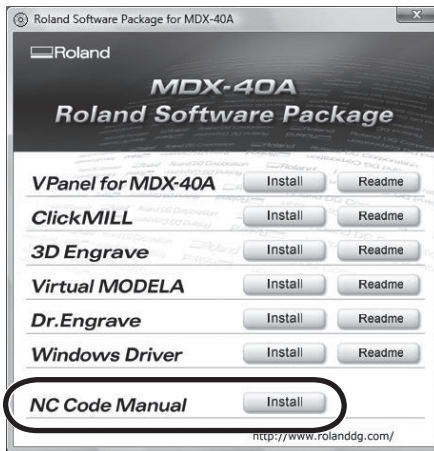 Roland Software Package for MDX-40A
Roland
MDX-40A
Roland Software Package
VPanel for MDX-40A Install Readme
ClickMILL Install Readme
3D Engrave Install Readme
Virtual MODELA Install Readme
Dr.Engrave Install Readme
Windows Driver Install Readme
NC Code Manual Install
http://www.rolanddg.com/